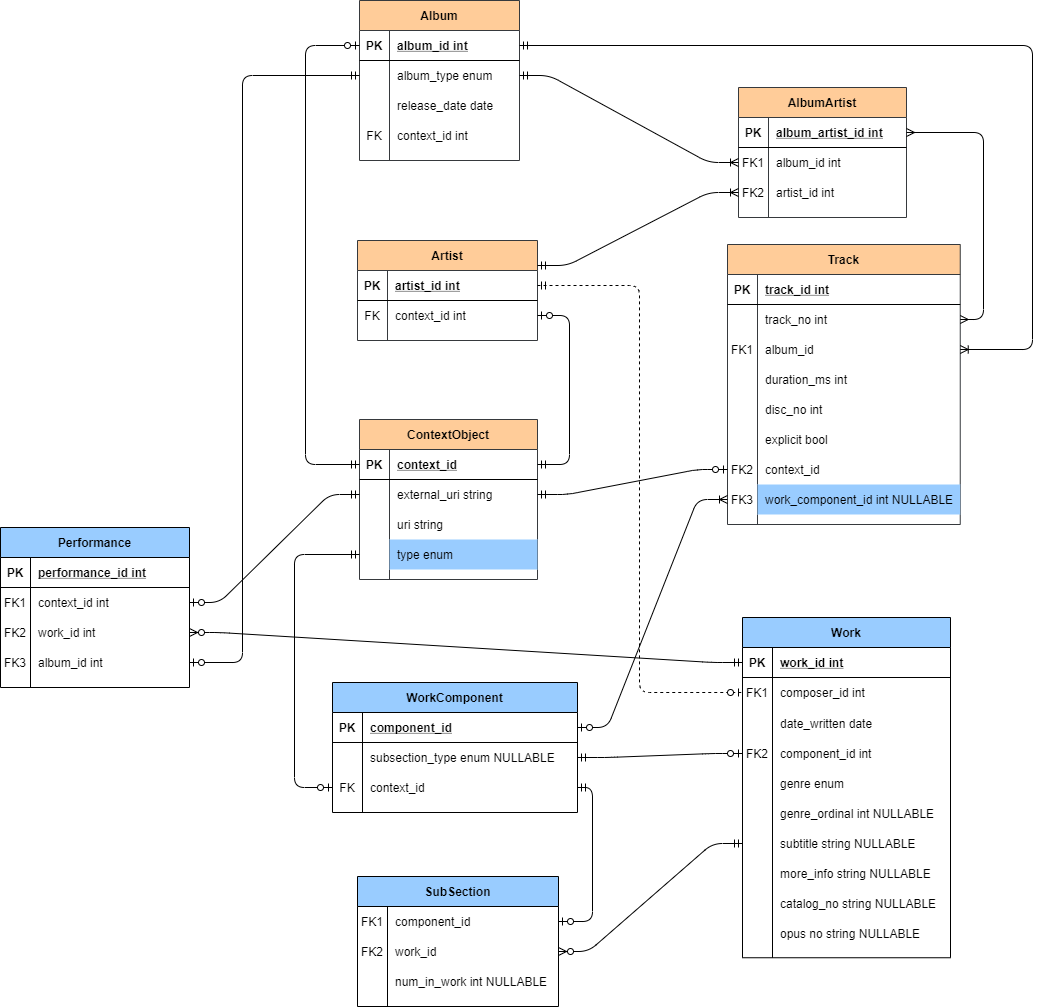 Album
PK album_id int
album_type enum
release_date date
FK context_id int
AlbumArtist
PK album_artist_id int
FK1 album_id int
FK2 artist_id int
Artist
PK artist_id int
FK context_id int
Track
PK track_id int
track_no int
FK1 album_id
duration_ms int
disc_no int
explicit bool
FK2 context_id
FK3 work_component_id int NULLABLE
ContextObject
PK context_id
external_uri string
uri string
type enum
Performance
PK performance_id int
FK1 context_id int
FK2 work_id int
FK3 album_id int
Work
PK work_id int
FK1 composer_id int
date_written date
FK2 component_id int
genre enum
genre_ordinal int NULLABLE
subtitle string NULLABLE
more_info string NULLABLE
catalog_no string NULLABLE
opus no string NULLABLE
WorkComponent
PK component_id
subsection_type enum NULLABLE
FK context_id
SubSection
FK1 component_id
FK2 work_id
num_in_work int NULLABLE